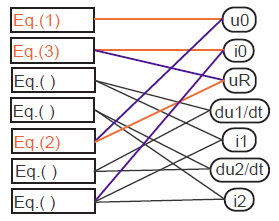 Eq.(1)
u0
Eq.(3)
i0
Eq.( )
uR
Eq.( )
du1/dt
Eq.(2)
i1
Eq.( )
du2/dt
Eq.( )
i2